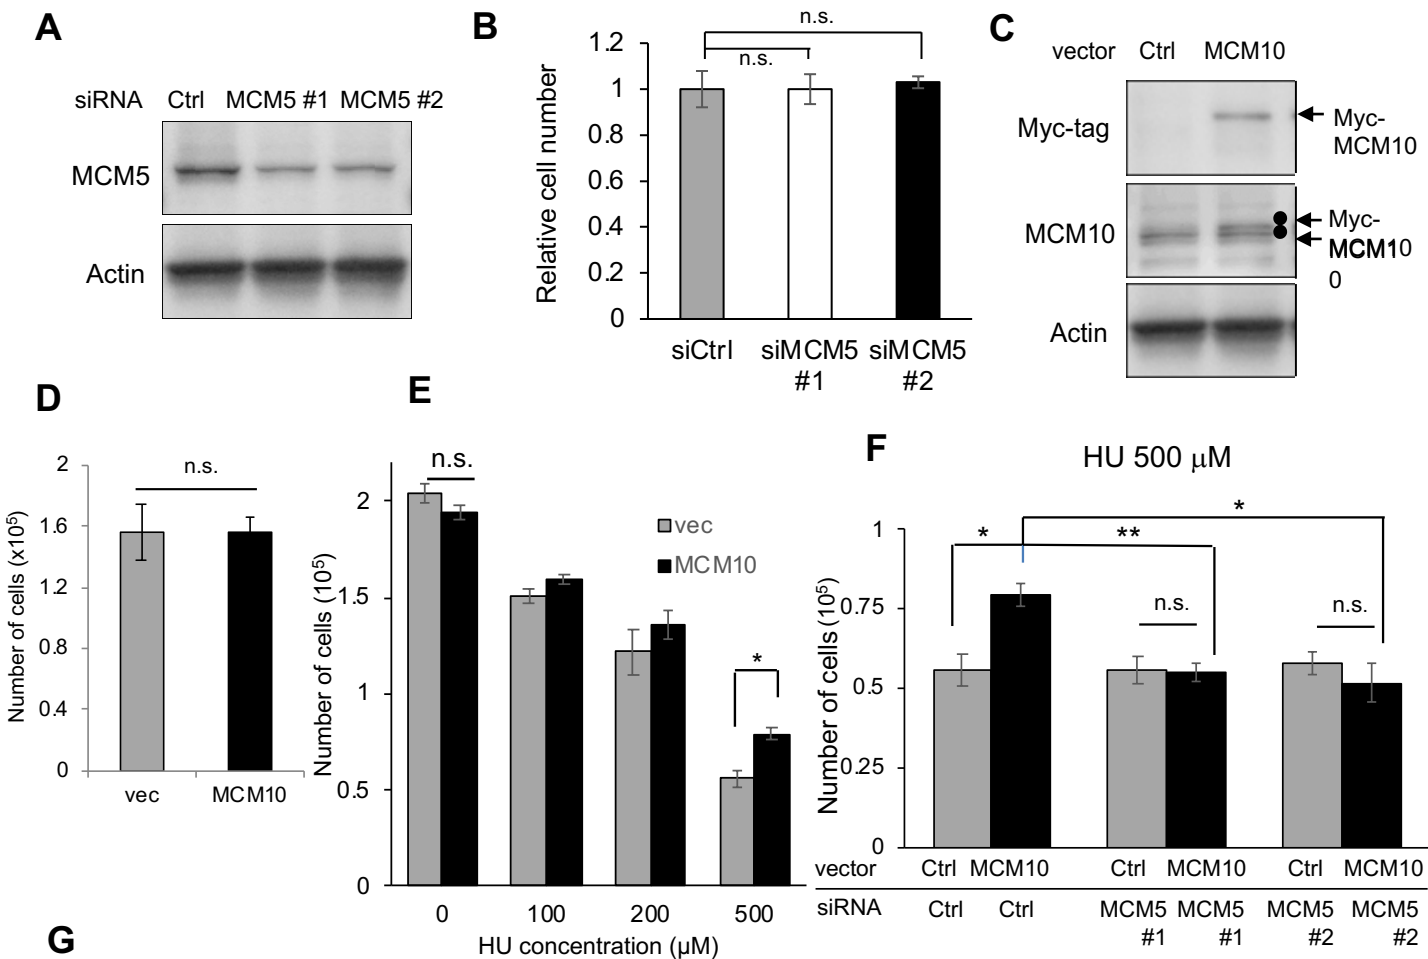 A
siRNA Ctrl MCM5 #1 MCM5 #2
MCM5
Actin
B
n.s.
n.s.
Relative cell number
1.2
1
0.8
0.6
0.4
0.2
0
siCtrl siMCM5 siMCM5
#1 #2
C
vector Ctrl MCM10
Myc-tag
Myc-
MCM10
MCM10
Myc-
MCM10
0
Actin
D
n.s.
Number of cells (x10⁵)
2
1.6
1.2
0.8
0.4
0
vec MCM10
E
n.s.
vec
MCM10
*
Number of cells (10⁵)
2
1.5
1
0.5
0
0 100 200 500
HU concentration (µM)
F
HU 500 µM
*
* **
n.s. n.s.
Number of cells (10⁵)
1
0.75
0.5
0.25
0
vector Ctrl MCM10 Ctrl MCM10 Ctrl MCM10
siRNA Ctrl Ctrl MCM5 MCM5 MCM5 MCM5
#1 #1 #2 #2
G